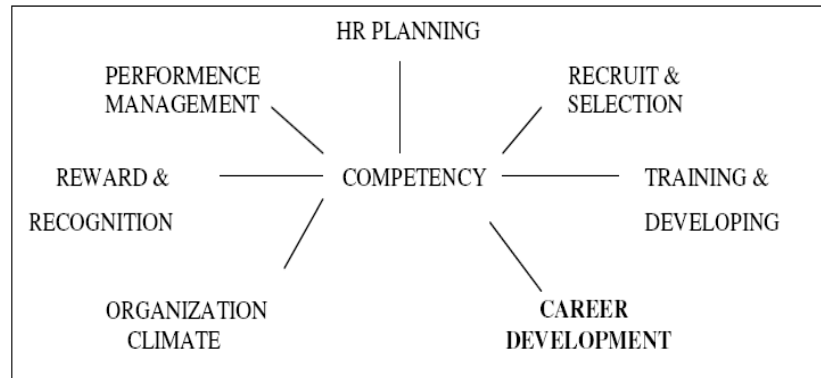 HR PLANNING
PERFORMENCE
MANAGEMENT
RECRUIT &
SELECTION
REWARD &
RECOGNITION
COMPETENCY
TRAINING &
DEVELOPING
ORGANIZATION
CLIMATE
CAREER
DEVELOPMENT